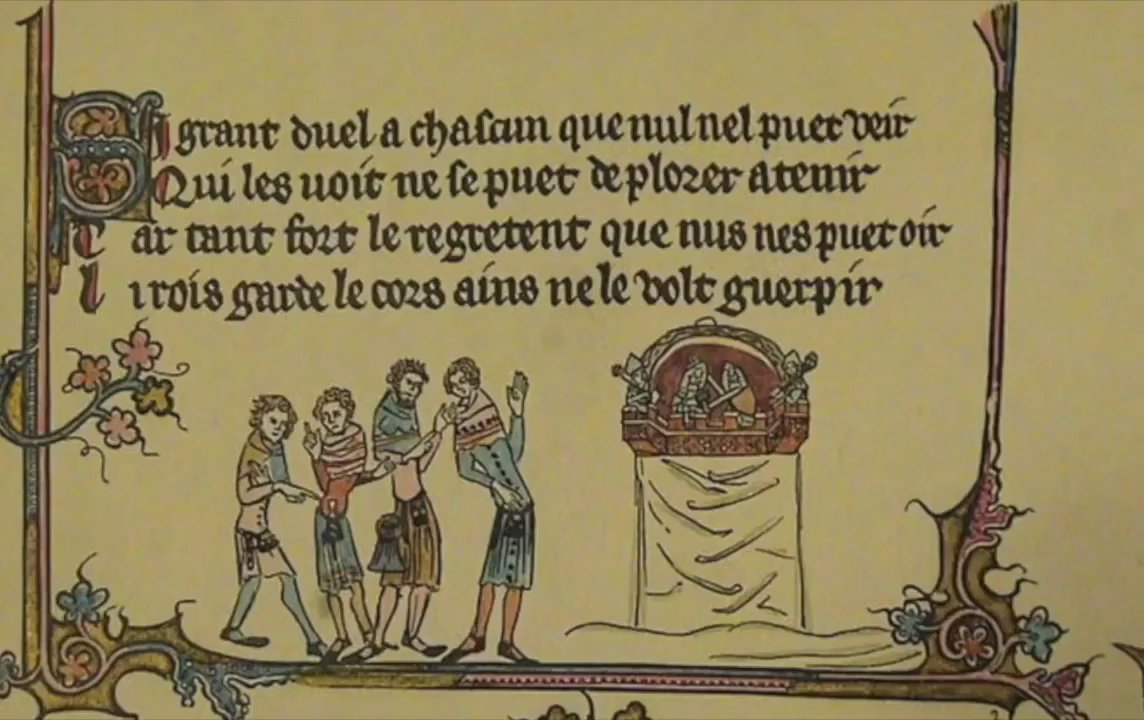 Si grant duel a chaſcun que nul nel puet veir
Qui les uoit ne ſe puet de plorer atenir
Car tant fort le regretent que nus nes puet oir
li rois garde le cors ains ne le volt guerpir